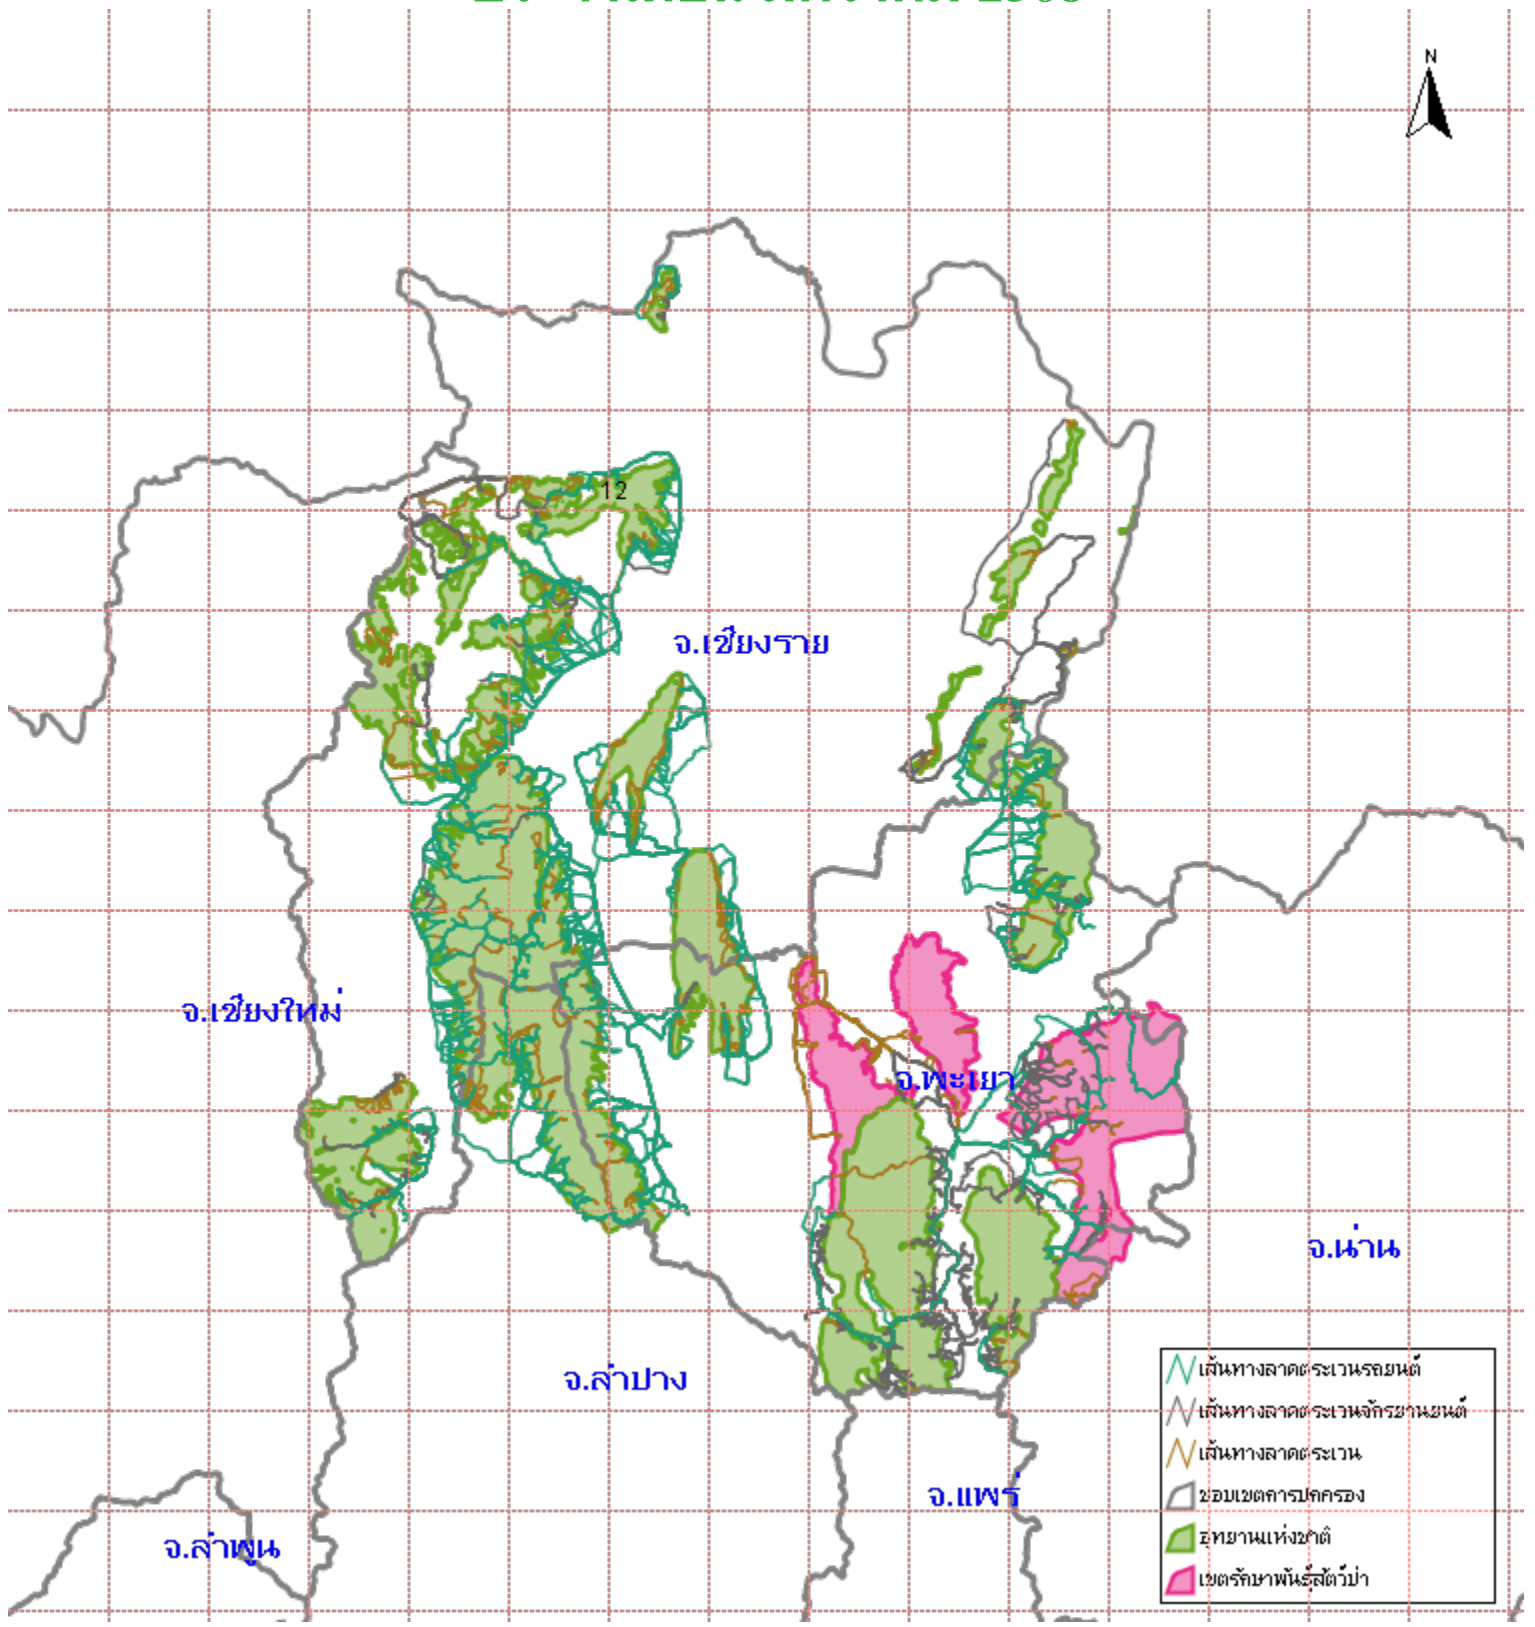 N
12
จ.เชียงราย
จ.เชียงใหม่
จ.พะเยา
จ.น่าน
จ.ลำปาง
จ.แพร่
จ.ลำพูน
เส้นทางลาดตระเวนรถยนต์
เส้นทางลาดตระเวนจักรยานยนต์
เส้นทางลาดตระเวน
ขอบเขตการปกครอง
อุทยานแห่งชาติ
เขตรักษาพันธุ์สัตว์ป่า